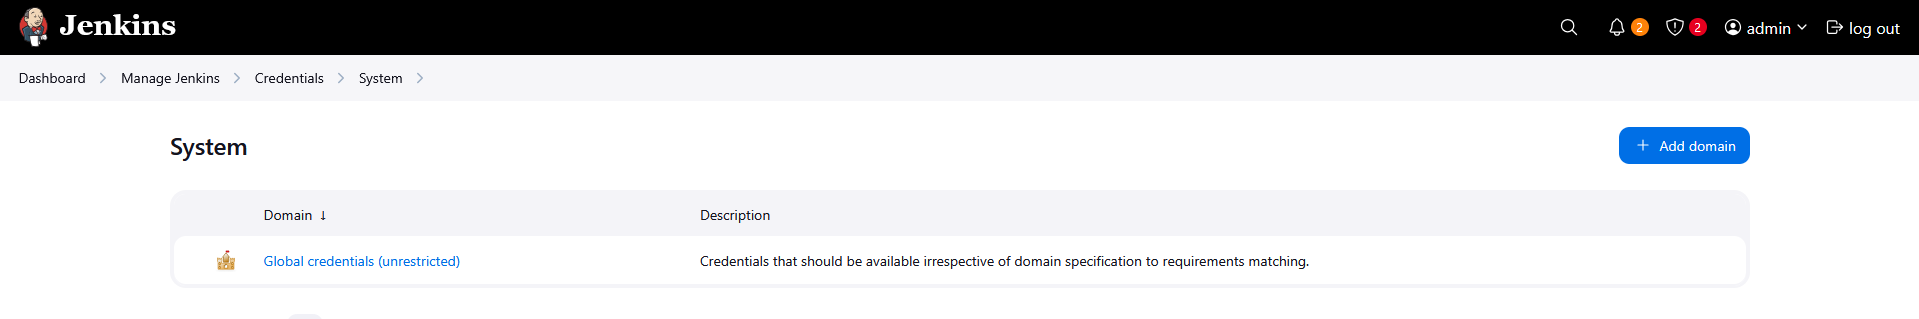 Jenkins
2
2
admin
log out
Dashboard
Manage Jenkins
Credentials
System
System
Add domain
Domain ↓
Description
Global credentials (unrestricted)
Credentials that should be available irrespective of domain specification to requirements matching.